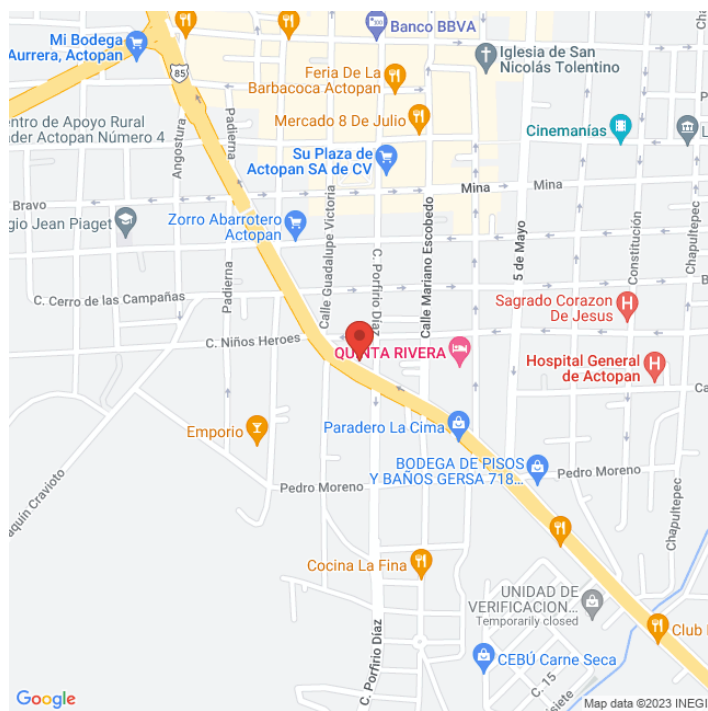 Banco BBVA
Mi Bodega
Aurrera, Actopan
Iglesia de San
Nicolás Tolentino
85
Feria De La
Barbacoca Actopan
Padierna
Angostura
entro de Apoyo Rural
der Actopan Número 4
Mercado 8 De Julio
Cinemanías
L
Su Plaza de
Actopan SA de CV
Mina
Mina
Bravo
Calle Guadalupe Victoria
gio Jean Piaget
Zorro Abarrotero
Actopan
C. Porfirio Díaz
Calle Mariano Escobedo
5 de Mayo
Constitución
Chapultepec
Padierna
C. Cerro de las Campañas
B
Sagrado Corazon
De Jesus
C. Niños Heroes
QUINTA RIVERA
Hospital General
de Actopan
Ca
Emporio
Paradero La Cima
BODEGA DE PISOS
Y BAÑOS GERSA 718...
Pedro Moreno
Pedro Moreno
Chapultepec
aquín Cravioto
Cocina La Fina
UNIDAD DE
VERIFICACION...
Temporarily closed
Club
C. Porfirio Díaz
CEBÚ Carne Seca
C. 15
siete
Google
Map data ©2023 INEGI